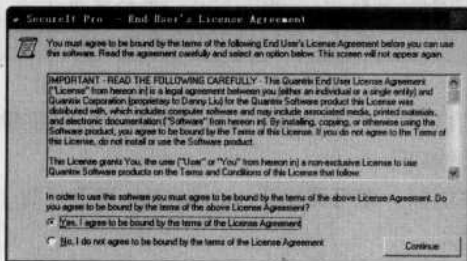 SecureIt Pro -- End User's License Agreement
You must agree to be bound by the terms of the following End User's License Agreement before you can use
this software. Read the agreement carefully and select an option below. This screen will not appear again.
IMPORTANT - READ THE FOLLOWING CAREFULLY - This Quantrix End User License Agreement
("License" from hereon in) is a legal agreement between you (either an individual or a single entity) and
Quantrix Corporation (proprietary to Danny Liu) for the Quantrix Software product this License was
distributed with, which includes computer software and may include associated media, printed materials,
and electronic documentation ("Software" from hereon in). By installing, copying, or otherwise using the
Software product, you agree to be bound by the Terms of this License. If you do not agree to the Terms of
this License, do not install or use the Software product.
This License grants You, the user ("User" or "You" from hereon in) a non-exclusive License to use
Quantrix Software products on the Terms and Conditions of this License that follow:
In order to use this software you must agree to be bound by the terms of the above License Agreement. Do
you agree to be bound by the terms of the above License Agreement?
Yes, I agree to be bound by the terms of the License Agreement
No, I do not agree to be bound by the terms of the License Agreement
Continue